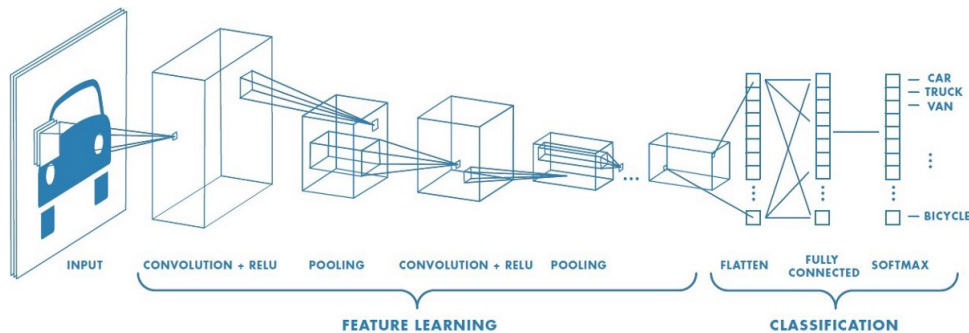 CAR
TRUCK
VAN
BICYCLE
INPUT
CONVOLUTION + RELU
POOLING
CONVOLUTION + RELU
POOLING
FLATTEN
FULLY
CONNECTED
SOFTMAX
FEATURE LEARNING
CLASSIFICATION